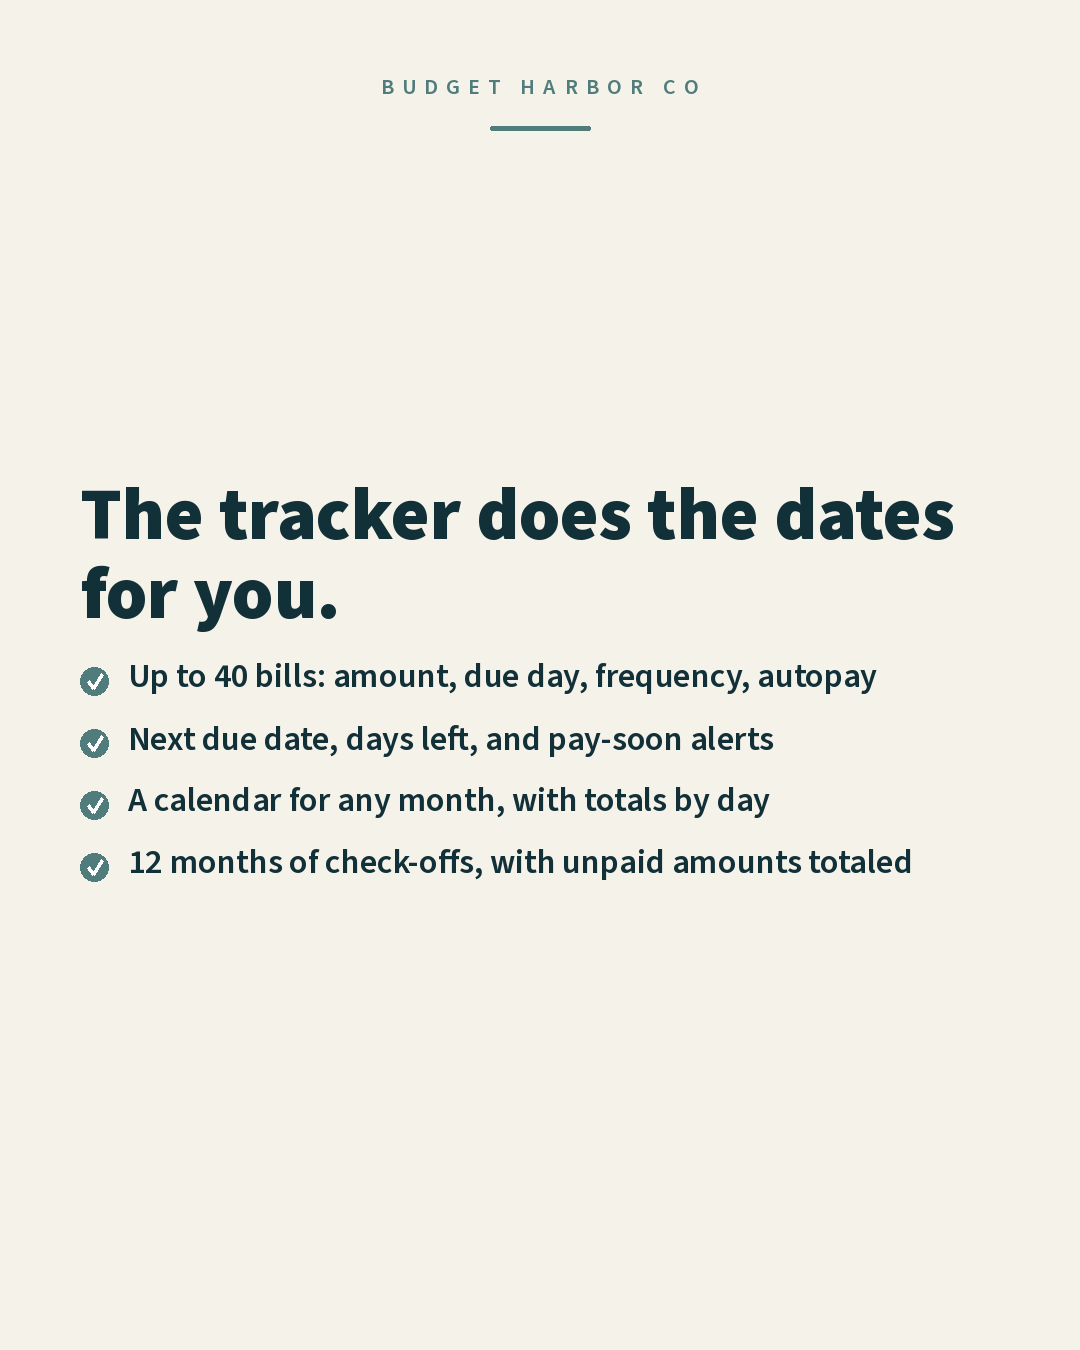 BUDGET HARBOR CO
The tracker does the dates
for you.
Up to 40 bills: amount, due day, frequency, autopay
Next due date, days left, and pay-soon alerts
A calendar for any month, with totals by day
12 months of check-offs, with unpaid amounts totaled